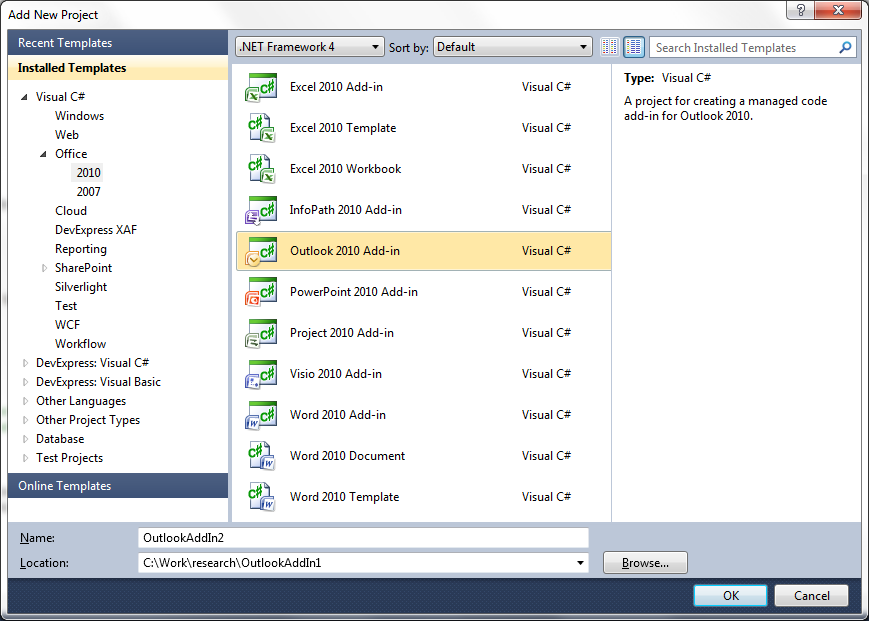 Add New Project
Recent Templates
Installed Templates
Visual C#
Windows
Web
Office
2010
2007
Cloud
DevExpress XAF
Reporting
SharePoint
Silverlight
Test
WCF
Workflow
DevExpress: Visual C#
DevExpress: Visual Basic
Other Languages
Other Project Types
Database
Test Projects
Online Templates
.NET Framework 4 Sort by: Default Search Installed Templates
Excel 2010 Add-in Visual C#
Excel 2010 Template Visual C#
Excel 2010 Workbook Visual C#
InfoPath 2010 Add-in Visual C#
Outlook 2010 Add-in Visual C#
PowerPoint 2010 Add-in Visual C#
Project 2010 Add-in Visual C#
Visio 2010 Add-in Visual C#
Word 2010 Add-in Visual C#
Word 2010 Document Visual C#
Word 2010 Template Visual C#
Type: Visual C#
A project for creating a managed code
add-in for Outlook 2010.
Name: OutlookAddIn2
Location: C:\Work\research\OutlookAddIn1 Browse...
OK Cancel